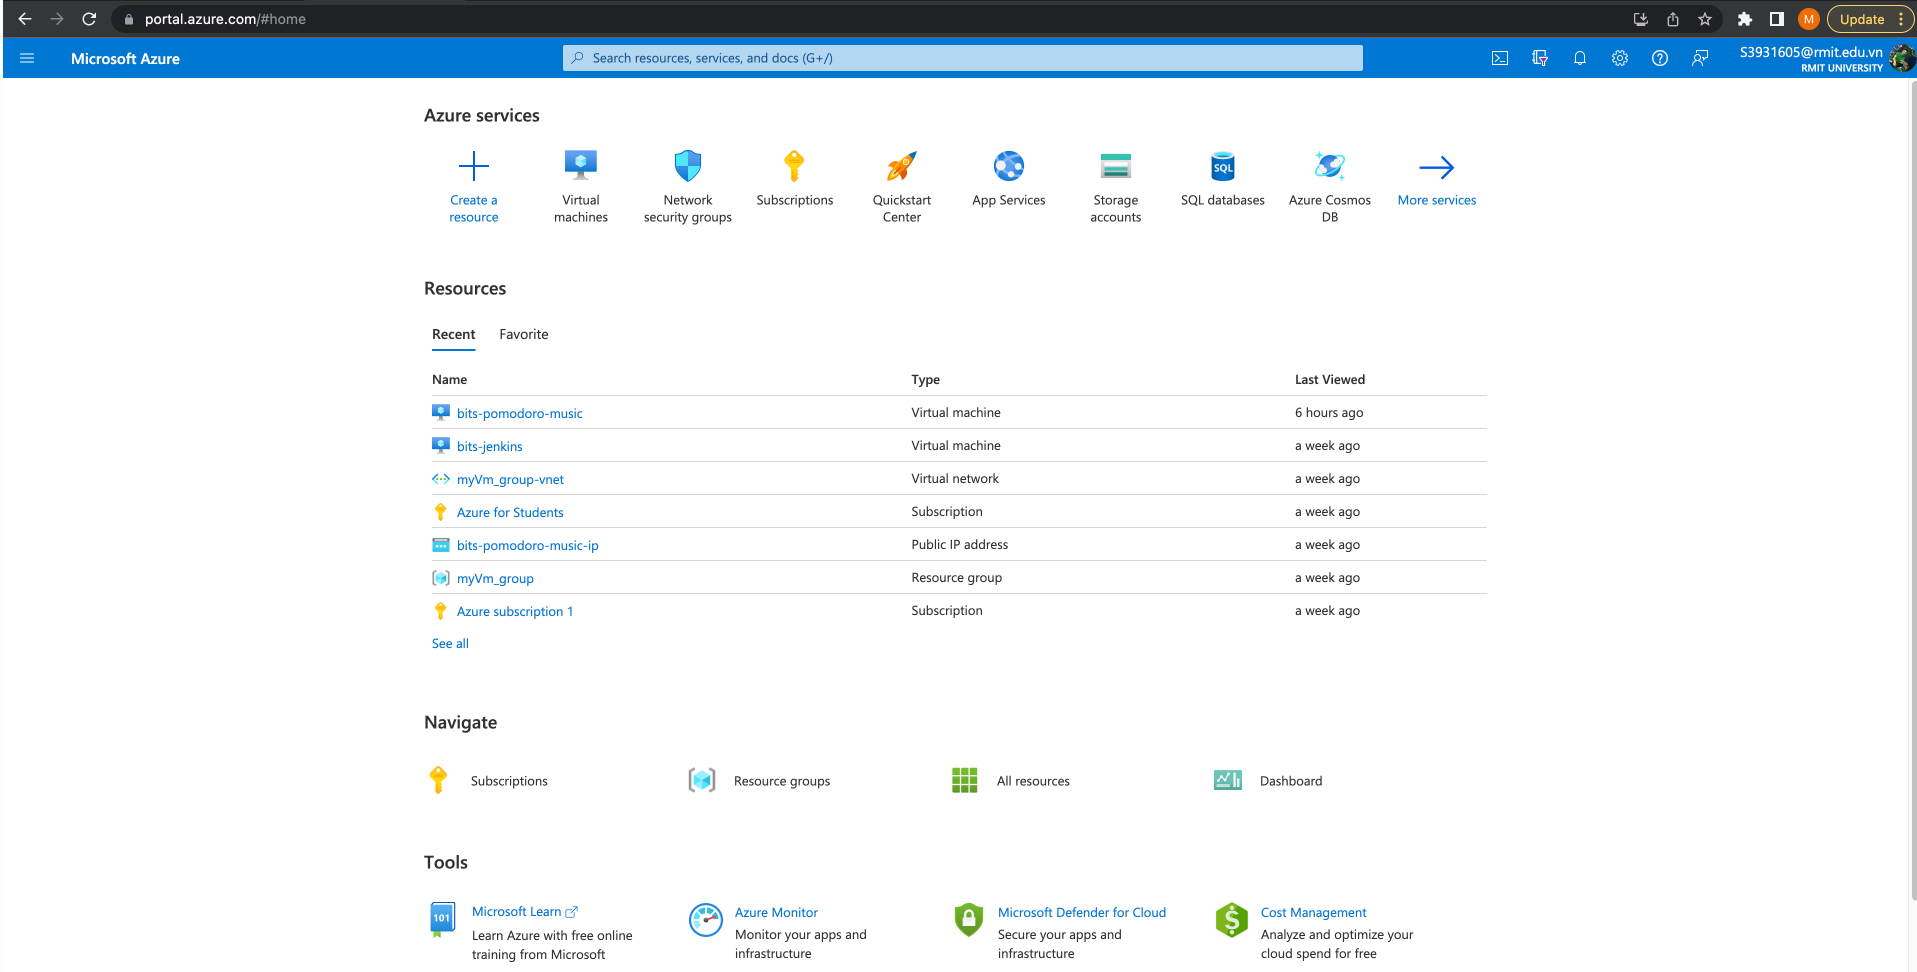 portal.azure.com/#home
M
Update
Microsoft Azure
Search resources, services, and docs (G+/)
S3931605@rmit.edu.vn
RMIT UNIVERSITY
Azure services
Create a resource
Virtual machines
Network security groups
Subscriptions
Quickstart Center
App Services
Storage accounts
SQL
SQL databases
Azure Cosmos DB
More services
Resources
Recent Favorite
Name Type Last Viewed
bits-pomodoro-music Virtual machine 6 hours ago
bits-jenkins Virtual machine a week ago
myVm_group-vnet Virtual network a week ago
Azure for Students Subscription a week ago
bits-pomodoro-music-ip Public IP address a week ago
myVm_group Resource group a week ago
Azure subscription 1 Subscription a week ago
See all
Navigate
Subscriptions Resource groups All resources Dashboard
Tools
101
Microsoft Learn
Learn Azure with free online
training from Microsoft
Azure Monitor
Monitor your apps and
infrastructure
Microsoft Defender for Cloud
Secure your apps and
infrastructure
Cost Management
Analyze and optimize your
cloud spend for free